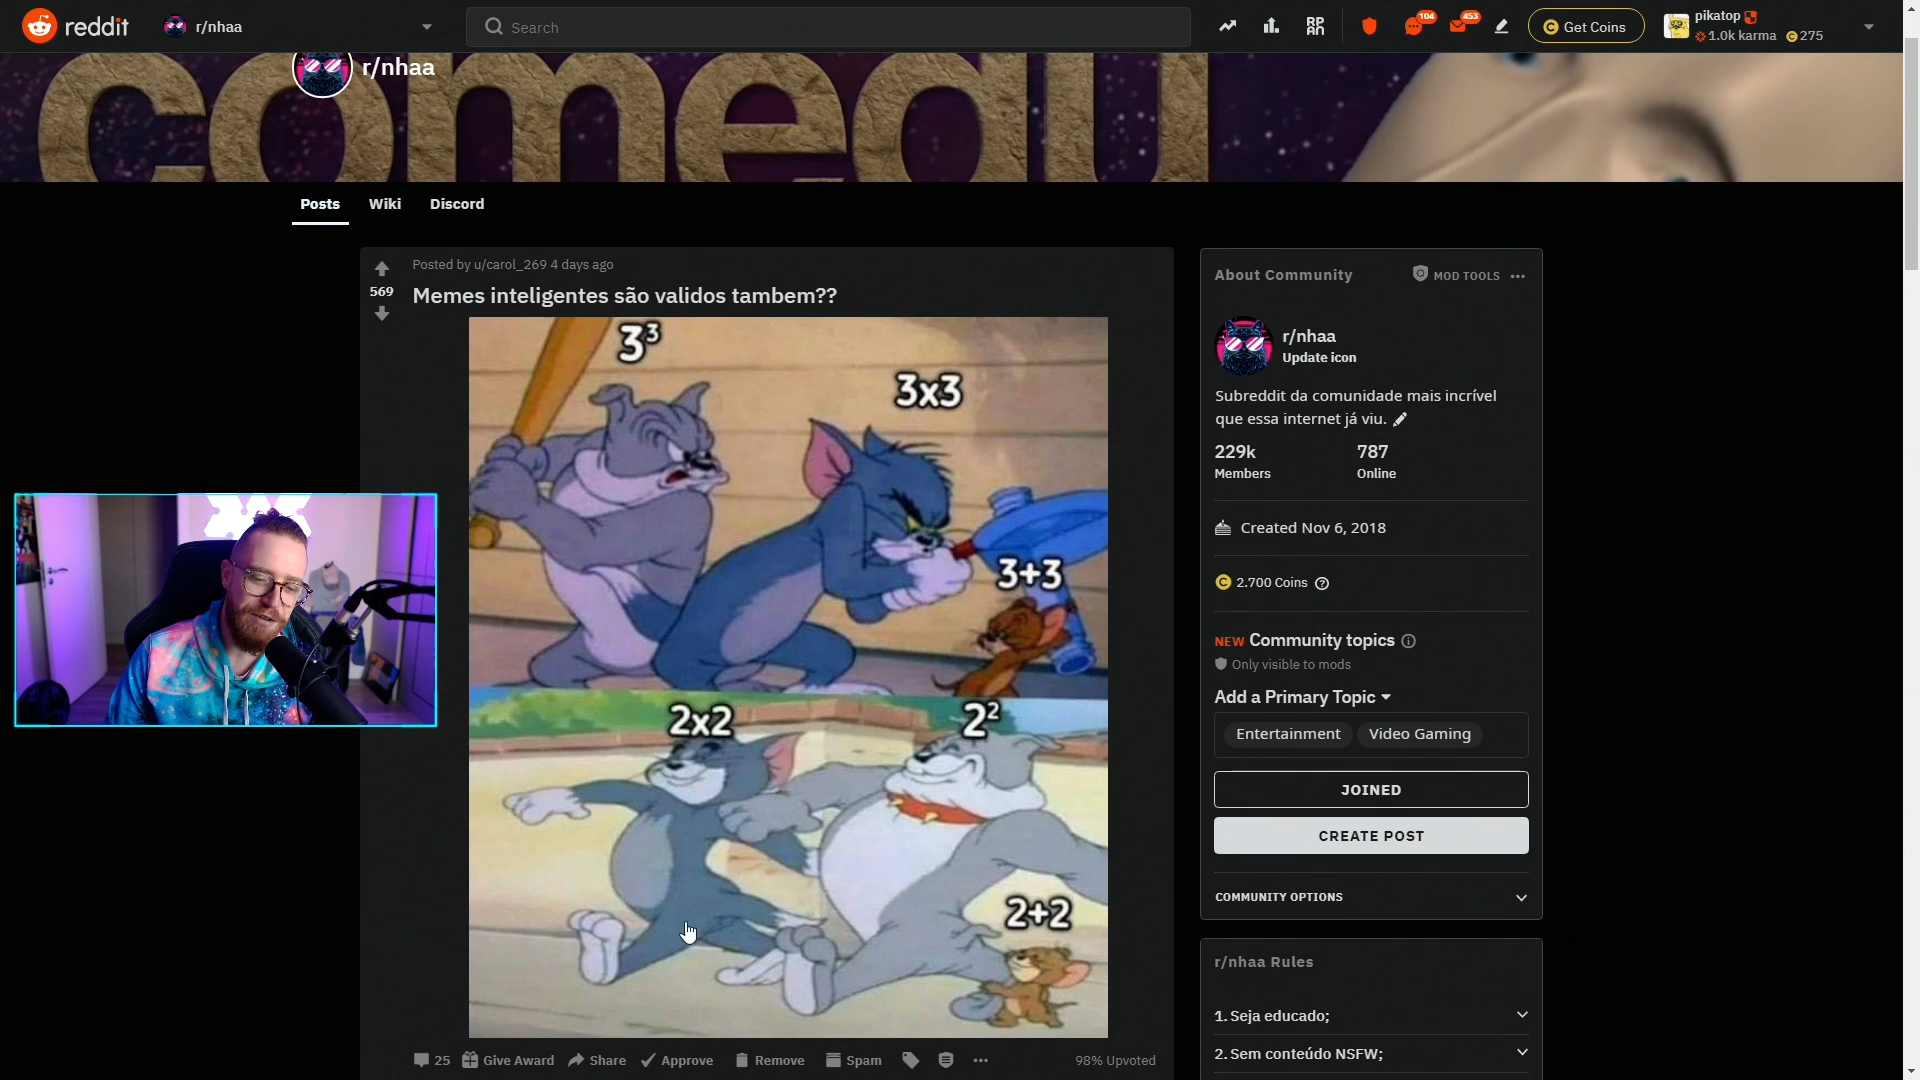 reddit
r/nhaa
Search
104
453
Get Coins
pikatop
1.0k karma
275
comedu
r/nhaa
Posts
Wiki
Discord
Posted by u/carol_269 4 days ago
569
Memes inteligentes são validos tambem??
3³
3x3
3+3
2x2
2²
2+2
25
Give Award
Share
Approve
Remove
Spam
98% Upvoted
About Community
MOD TOOLS
r/nhaa
Update icon
Subreddit da comunidade mais incrível
que essa internet já viu.
229k
787
Members
Online
Created Nov 6, 2018
2.700 Coins
NEW Community topics
Only visible to mods
Add a Primary Topic
Entertainment
Video Gaming
JOINED
CREATE POST
COMMUNITY OPTIONS
r/nhaa Rules
1. Seja educado;
2. Sem conteúdo NSFW;